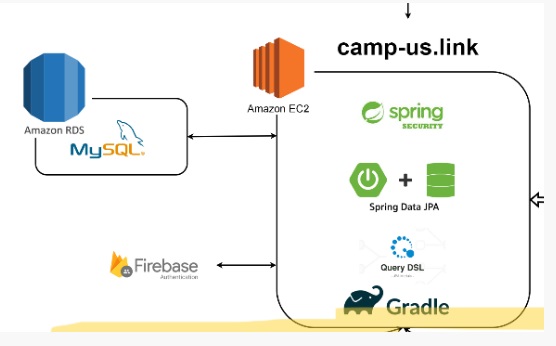 camp-us.link
Amazon EC2
Amazon RDS
MySQL
spring
SECURITY
+
Spring Data JPA
Firebase
Authentication
Query DSL
Gradle